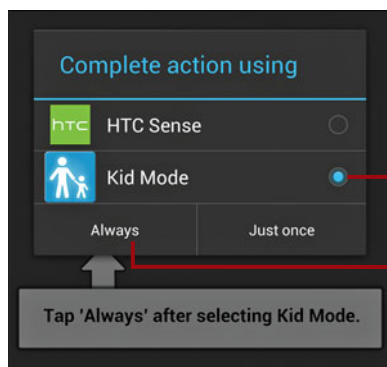 Complete action using
hTC HTC Sense
Kid Mode
Always Just once
Tap 'Always' after selecting Kid Mode.